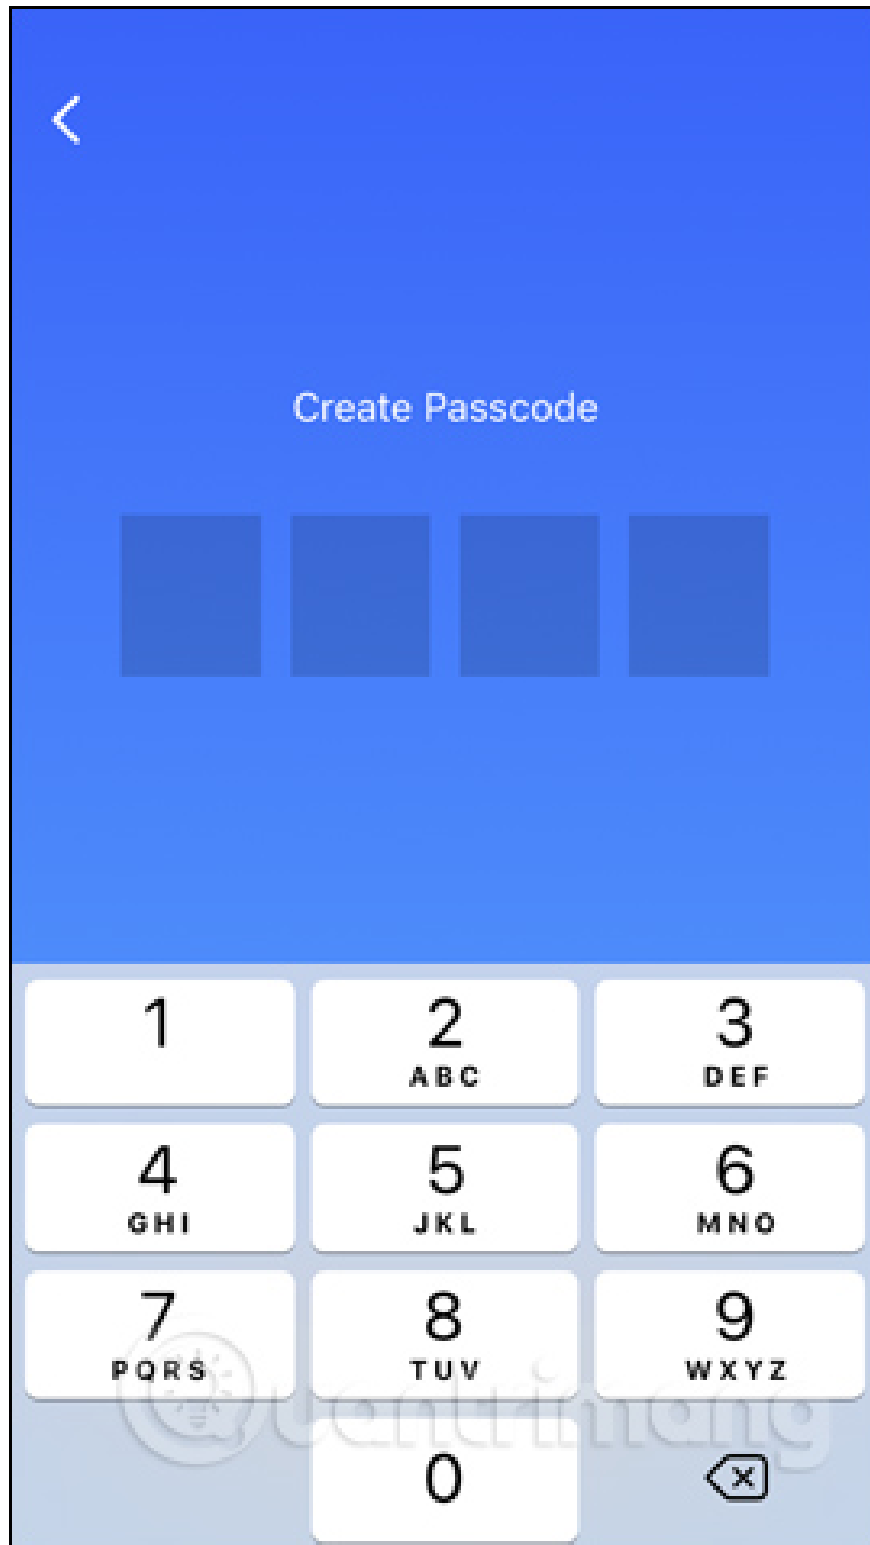 Create Passcode
1 2 3
ABC DEF
4 5 6
GHI JKL MNO
7 8 9
PQRS TUV WXYZ
uantrimang
0